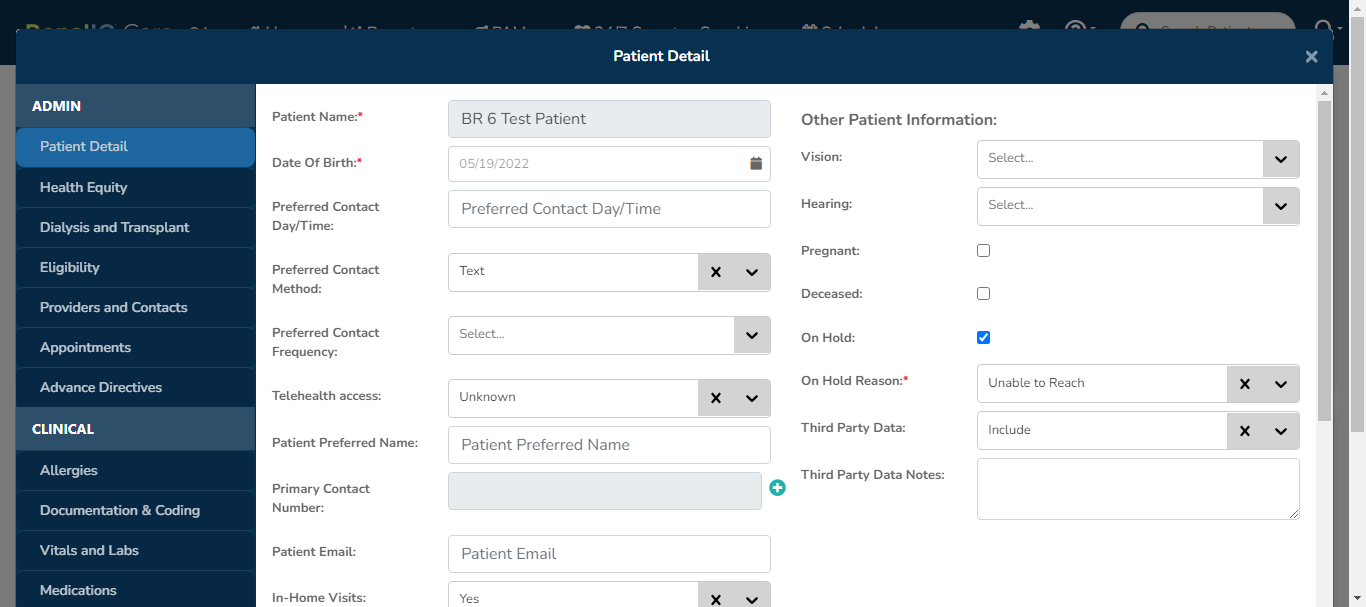 Patient Detail
ADMIN
Patient Detail
Health Equity
Dialysis and Transplant
Eligibility
Providers and Contacts
Appointments
Advance Directives
CLINICAL
Allergies
Documentation & Coding
Vitals and Labs
Medications
Patient Name:*
BR 6 Test Patient
Date Of Birth:*
05/19/2022
Preferred Contact
Day/Time:
Preferred Contact Day/Time
Preferred Contact
Method:
Text
Preferred Contact
Frequency:
Select...
Telehealth access:
Unknown
Patient Preferred Name:
Patient Preferred Name
Primary Contact
Number:
Patient Email:
Patient Email
In-Home Visits:
Yes
Other Patient Information:
Vision:
Select...
Hearing:
Select...
Pregnant:
Deceased:
On Hold:
On Hold Reason:*
Unable to Reach
Third Party Data:
Include
Third Party Data Notes: